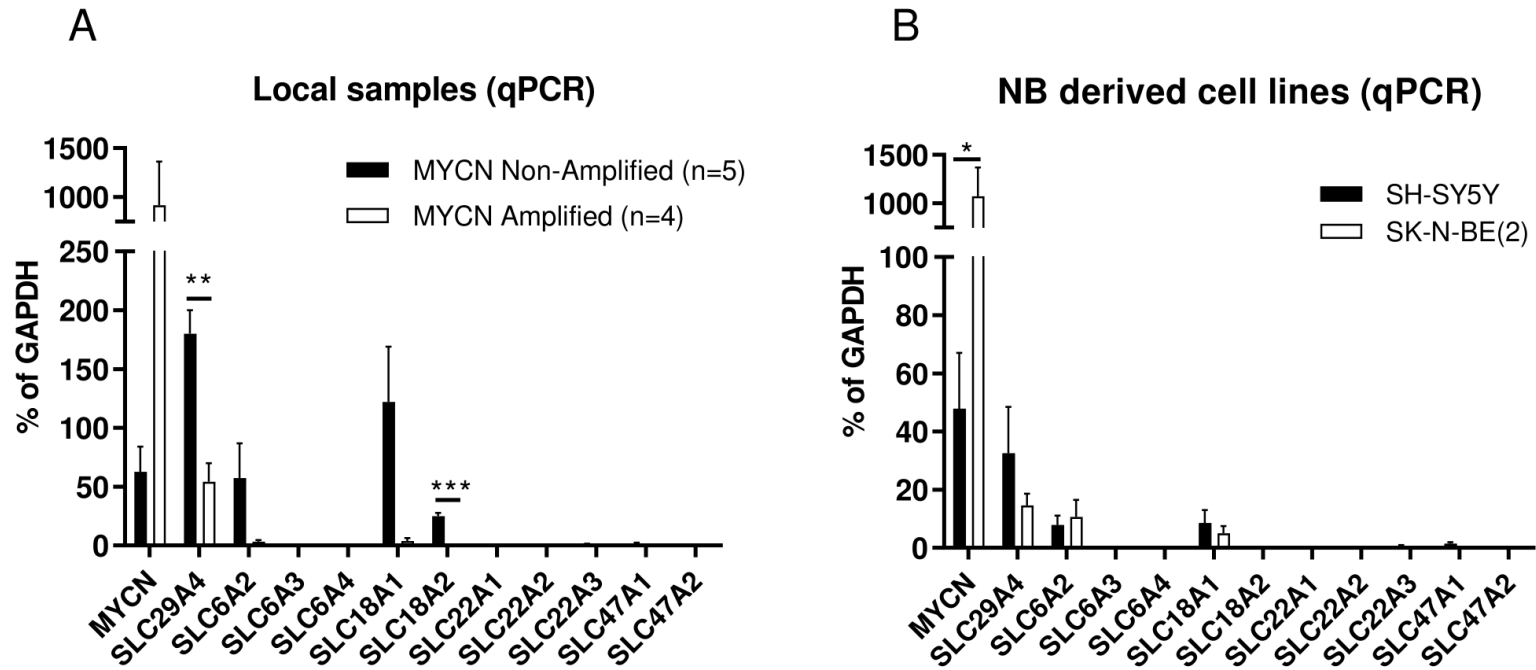 A
Local samples (qPCR)
1500
1000
250
200
150
100
50
0
% of GAPDH
MYCN Non-Amplified (n=5)
MYCN Amplified (n=4)
**
***
MYCN
SLC29A4
SLC6A2
SLC6A3
SLC6A4
SLC18A1
SLC18A2
SLC22A1
SLC22A2
SLC22A3
SLC47A1
SLC47A2
B
NB derived cell lines (qPCR)
1500
1000
100
80
60
40
20
0
% of GAPDH
*
SH-SY5Y
SK-N-BE(2)
MYCN
SLC29A4
SLC6A2
SLC6A3
SLC6A4
SLC18A1
SLC18A2
SLC22A1
SLC22A2
SLC22A3
SLC47A1
SLC47A2